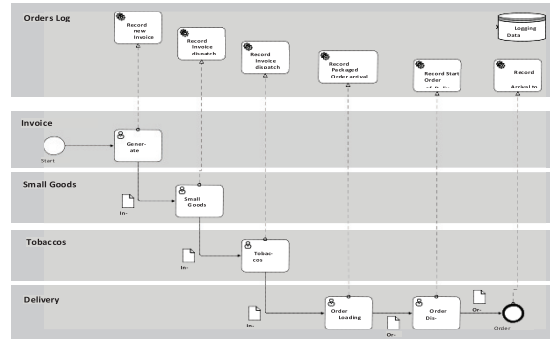 Orders Log
Record
new
Invoice
Record
Invoice
dispatch
Record
Invoice
dispatch
Record
Packaged
Order arrival
Record Start
Order
Record
Logging
Data
Invoice
Start
Gener-
ate
Small Goods
In-
Small
Goods
Tobaccos
In-
Tobac-
cos
Delivery
In-
Order
Loading
Or-
Order
Dis-
Or-
Order